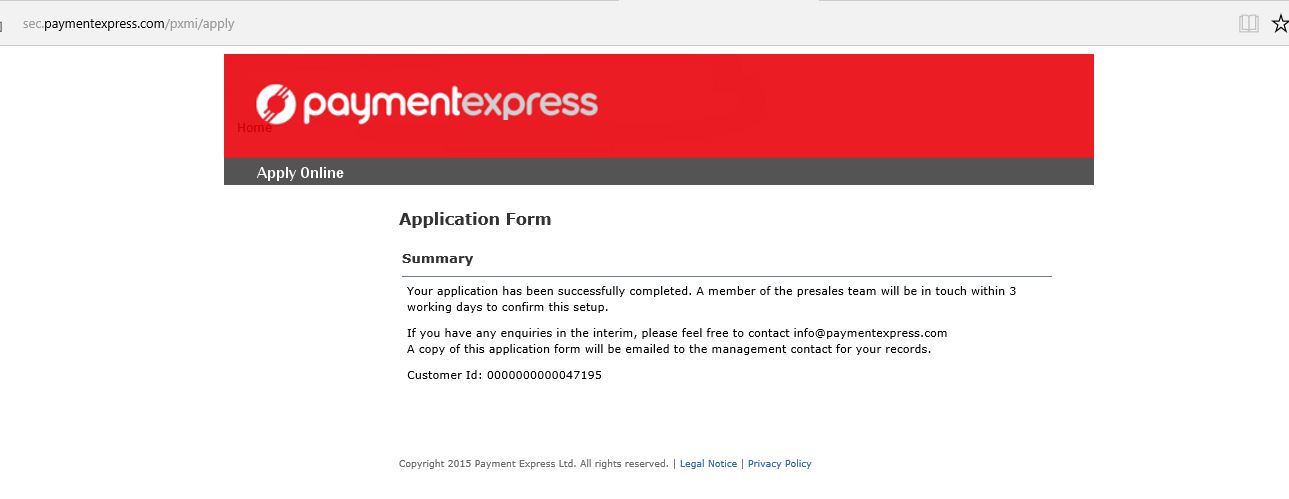 sec.paymentexpress.com/pxmi/apply
paymentexpress
Home
Apply Online
Application Form
Summary
Your application has been successfully completed. A member of the presales team will be in touch within 3
working days to confirm this setup.
If you have any enquiries in the interim, please feel free to contact info@paymentexpress.com
A copy of this application form will be emailed to the management contact for your records.
Customer Id: 0000000000047195
Copyright 2015 Payment Express Ltd. All rights reserved. | Legal Notice | Privacy Policy